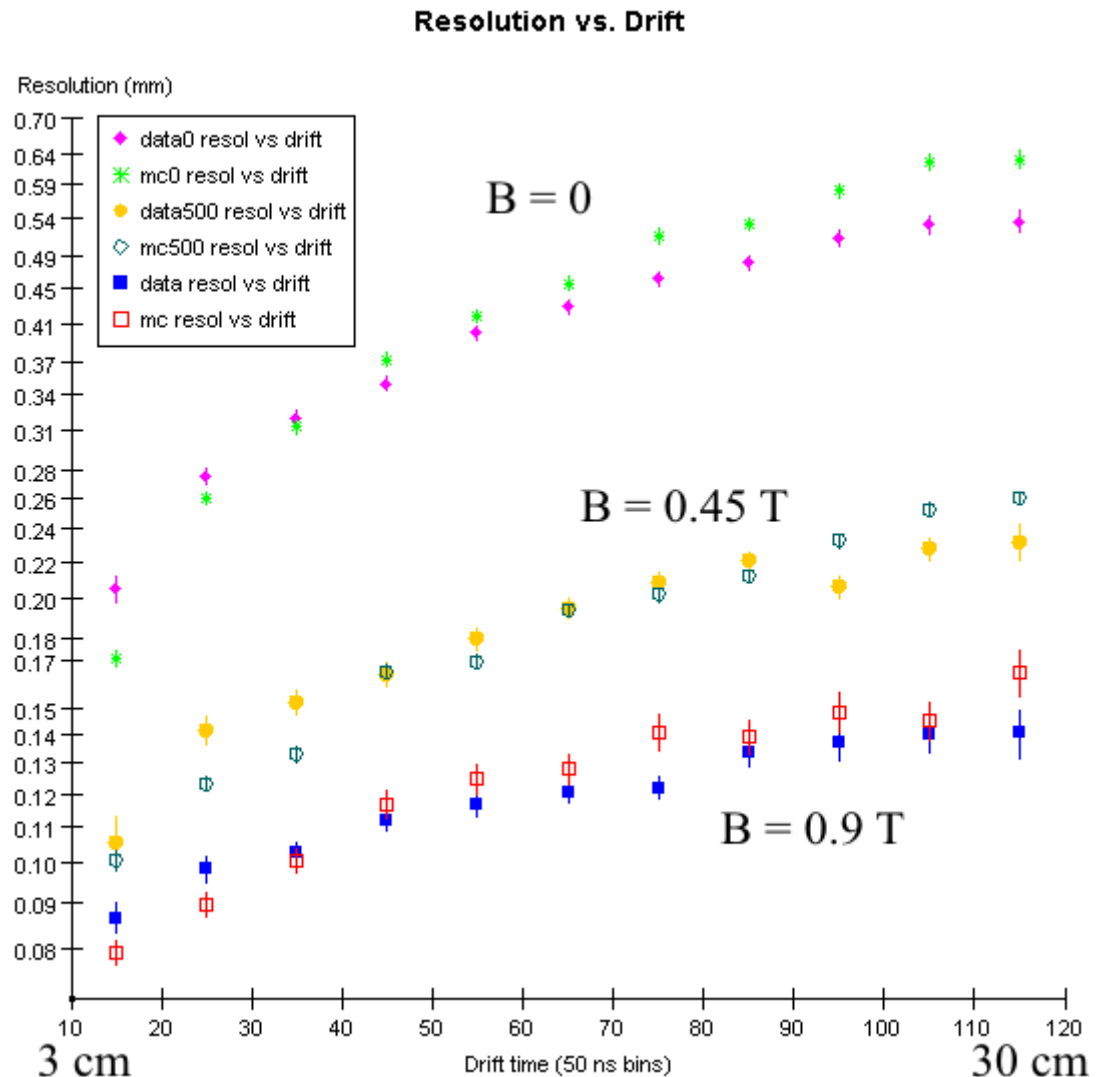 Resolution vs. Drift
Resolution (mm)
0.70
0.64
0.59
0.54
0.49
0.45
0.41
0.37
0.34
0.31
0.28
0.26
0.24
0.22
0.20
0.18
0.17
0.15
0.14
0.13
0.12
0.11
0.10
0.09
0.08
data0 resol vs drift
mc0 resol vs drift
data500 resol vs drift
mc500 resol vs drift
data resol vs drift
mc resol vs drift
B = 0
B = 0.45 T
B = 0.9 T
10 20 30 40 50 60 70 80 90 100 110 120
3 cm Drift time (50 ns bins) 30 cm